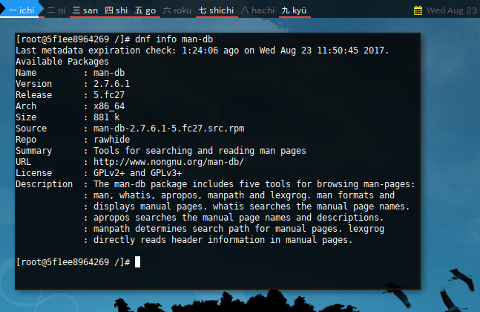 一 ichi 二 ni 三 san 四 shi 五 go 六 roku 七 shichi 八 hachi 九 kyū Wed Aug 23
[root@5f1ee8964269 /]# dnf info man-db
Last metadata expiration check: 1:24:06 ago on Wed Aug 23 11:50:45 2017.
Available Packages
Name : man-db
Version : 2.7.6.1
Release : 5.fc27
Arch : x86_64
Size : 881 k
Source : man-db-2.7.6.1-5.fc27.src.rpm
Repo : rawhide
Summary : Tools for searching and reading man pages
URL : http://www.nongnu.org/man-db/
License : GPLv2+ and GPLv3+
Description : The man-db package includes five tools for browsing man-pages:
: man, whatis, apropos, manpath and lexgrog. man formats and
: displays manual pages. whatis searches the manual page names.
: apropos searches the manual page names and descriptions.
: manpath determines search path for manual pages. lexgrog
: directly reads header information in manual pages.
[root@5f1ee8964269 /]#